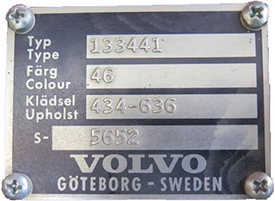 Typ
Type 133441
Färg
Colour 46
Klädsel
Upholst 434-636
S- 5652
VOLVO
GÖTEBORG - SWEDEN